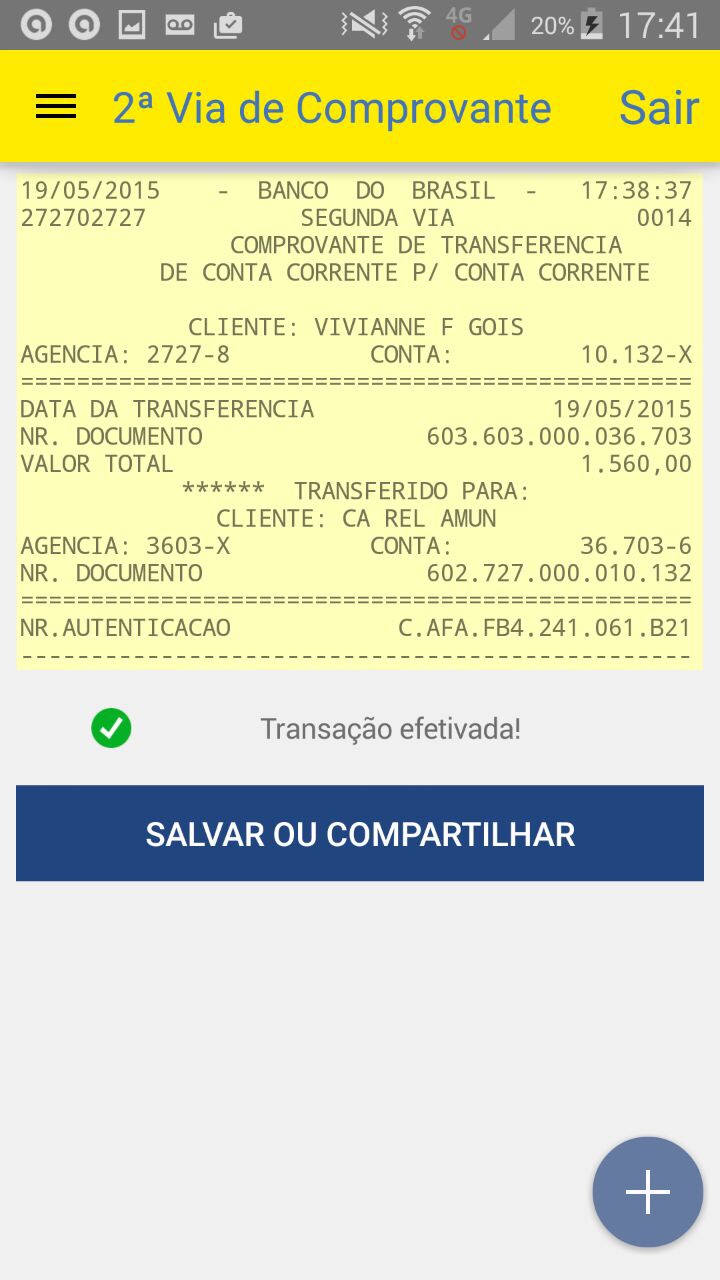 4G 20% 17:41
2ª Via de Comprovante Sair
19/05/2015 - BANCO DO BRASIL - 17:38:37
272702727 SEGUNDA VIA 0014
COMPROVANTE DE TRANSFERENCIA
DE CONTA CORRENTE P/ CONTA CORRENTE
CLIENTE: VIVIANNE F GOIS
AGENCIA: 2727-8 CONTA: 10.132-X
================================================
DATA DA TRANSFERENCIA 19/05/2015
NR. DOCUMENTO 603.603.000.036.703
VALOR TOTAL 1.560,00
****** TRANSFERIDO PARA:
CLIENTE: CA REL AMUN
AGENCIA: 3603-X CONTA: 36.703-6
NR. DOCUMENTO 602.727.000.010.132
================================================
NR.AUTENTICACAO C.AFA.FB4.241.061.B21
------------------------------------------------
Transação efetivada!
SALVAR OU COMPARTILHAR